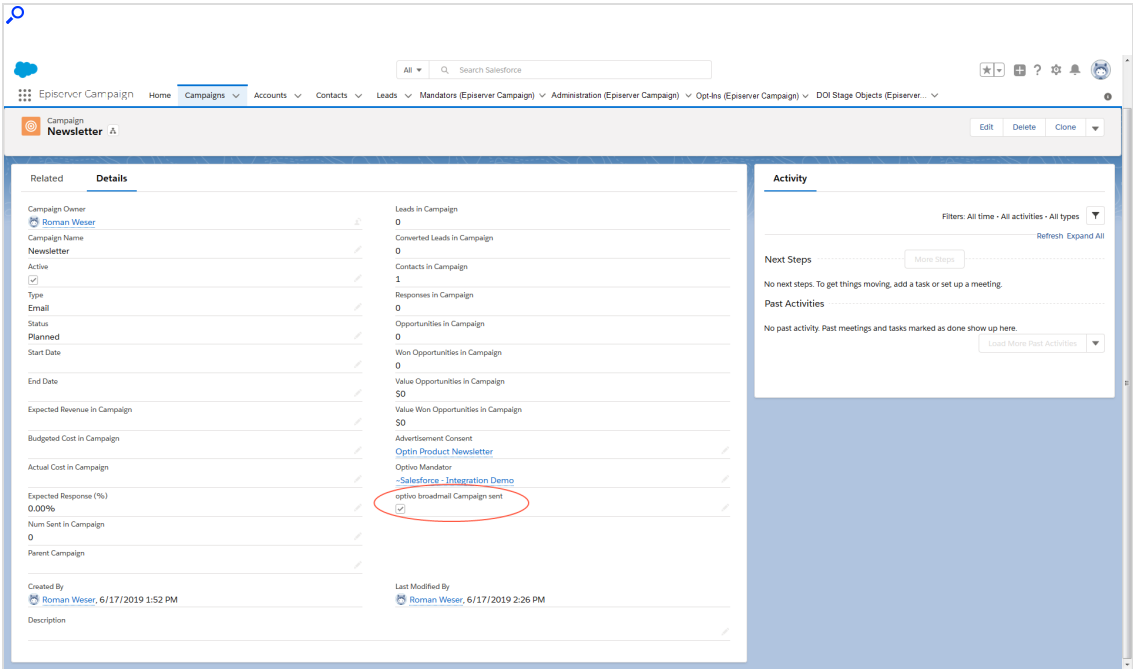 All
Search Salesforce
Episerver Campaign
Home
Campaigns
Accounts
Contacts
Leads
Mandators (Episerver Campaign)
Administration (Episerver Campaign)
Opt-Ins (Episerver Campaign)
DOI Stage Objects (Episerver...
Campaign
Newsletter
Edit
Delete
Clone
Related
Details
Campaign Owner
Roman Weser
Campaign Name
Newsletter
Active
Type
Email
Status
Planned
Start Date
End Date
Expected Revenue in Campaign
Budgeted Cost in Campaign
Actual Cost in Campaign
Expected Response (%)
0.00%
Num Sent in Campaign
0
Parent Campaign
Created By
Roman Weser, 6/17/2019 1:52 PM
Description
Leads in Campaign
0
Converted Leads in Campaign
0
Contacts in Campaign
1
Responses in Campaign
0
Opportunities in Campaign
0
Won Opportunities in Campaign
0
Value Opportunities in Campaign
$0
Value Won Opportunities in Campaign
$0
Advertisement Consent
Optin Product Newsletter
Optivo Mandator
~Salesforce - Integration Demo
optivo broadmail Campaign sent
Last Modified By
Roman Weser, 6/17/2019 2:26 PM
Activity
Filters: All time • All activities • All types
Refresh Expand All
Next Steps
More Steps
No next steps. To get things moving, add a task or set up a meeting.
Past Activities
No past activity. Past meetings and tasks marked as done show up here.
Load More Past Activities